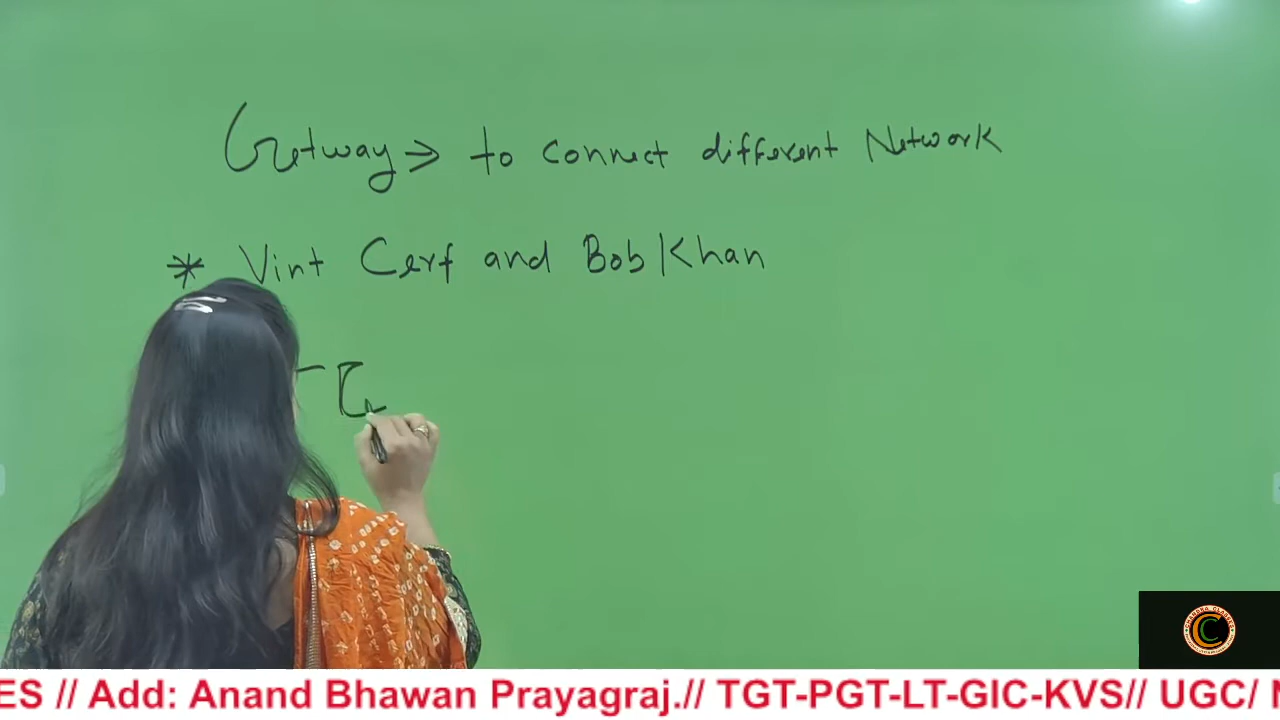 Getway → to connect different Network
* Vint Cerf and Bob Khan
ES // Add: Anand Bhawan Prayagraj.// TGT-PGT-LT-GIC-KVS// UGC/